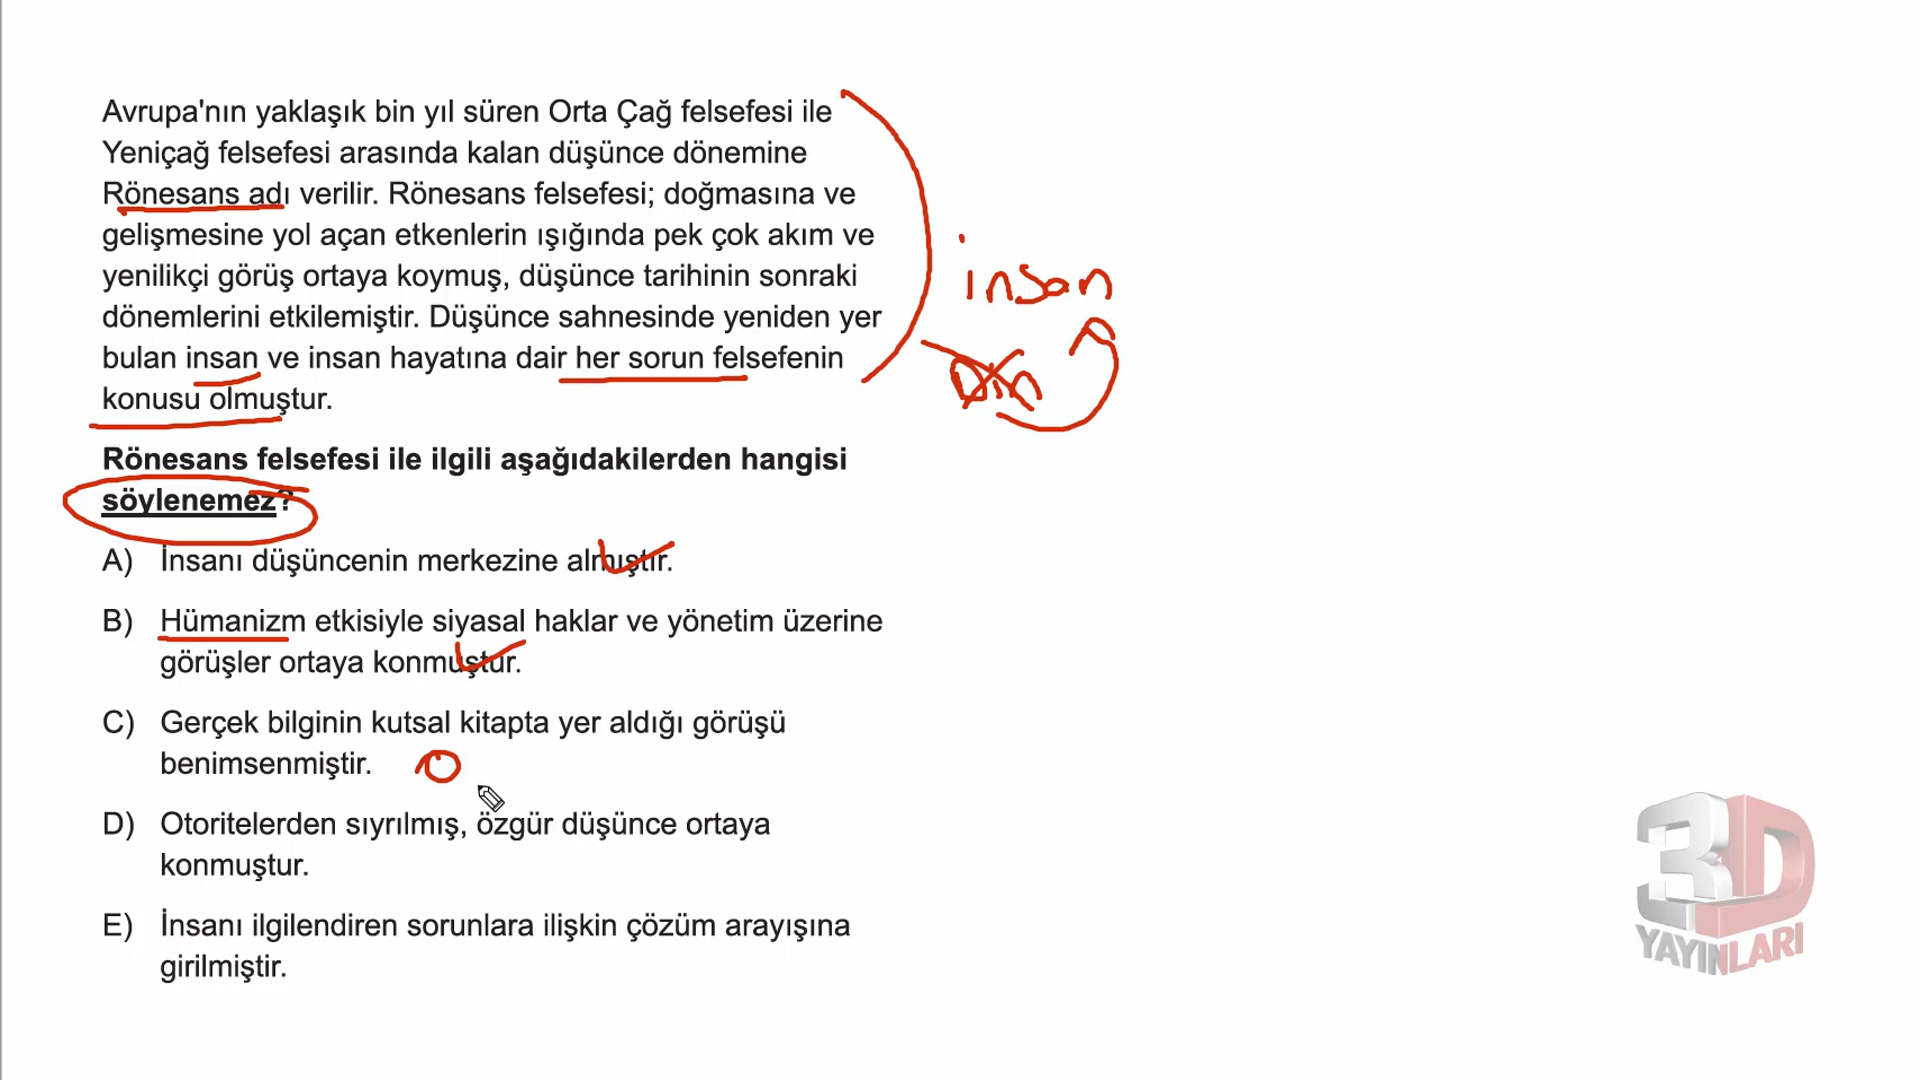 Avrupa'nın yaklaşık bin yıl süren Orta Çağ felsefesi ile
Yeniçağ felsefesi arasında kalan düşünce dönemine
Rönesans adı verilir. Rönesans felsefesi; doğmasına ve
gelişmesine yol açan etkenlerin ışığında pek çok akım ve
yenilikçi görüş ortaya koymuş, düşünce tarihinin sonraki
dönemlerini etkilemiştir. Düşünce sahnesinde yeniden yer
bulan insan ve insan hayatına dair her sorun felsefenin
konusu olmuştur.
insan
Din
Rönesans felsefesi ile ilgili aşağıdakilerden hangisi
söylenemez?
A) İnsanı düşüncenin merkezine almıştır.
B) Hümanizm etkisiyle siyasal haklar ve yönetim üzerine
görüşler ortaya konmuştur.
C) Gerçek bilginin kutsal kitapta yer aldığı görüşü
benimsenmiştir.
D) Otoritelerden sıyrılmış, özgür düşünce ortaya
konmuştur.
E) İnsanı ilgilendiren sorunlara ilişkin çözüm arayışına
girilmiştir.
3D
YAYINLARI